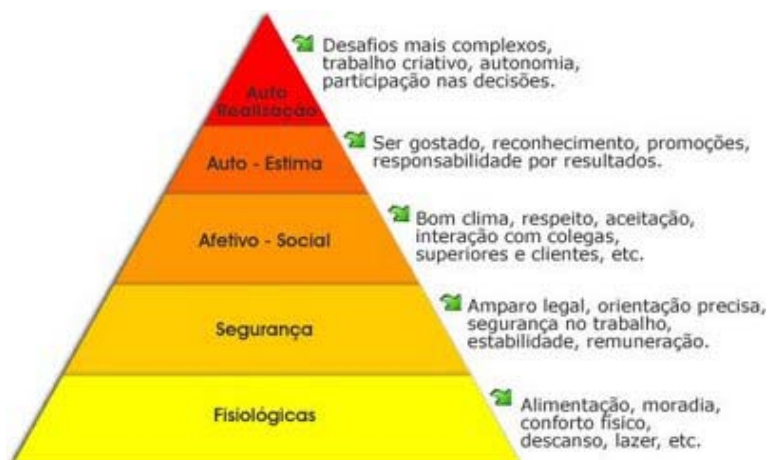 Desafios mais complexos,
trabalho criativo, autonomia,
participação nas decisões.
Auto
Realização
Ser gostado, reconhecimento, promoções,
responsabilidade por resultados.
Auto - Estima
Bom clima, respeito, aceitação,
interação com colegas,
superiores e clientes, etc.
Afetivo - Social
Amparo legal, orientação precisa,
segurança no trabalho,
estabilidade, remuneração.
Segurança
Alimentação, moradia,
conforto físico,
descanso, lazer, etc.
Fisiológicas